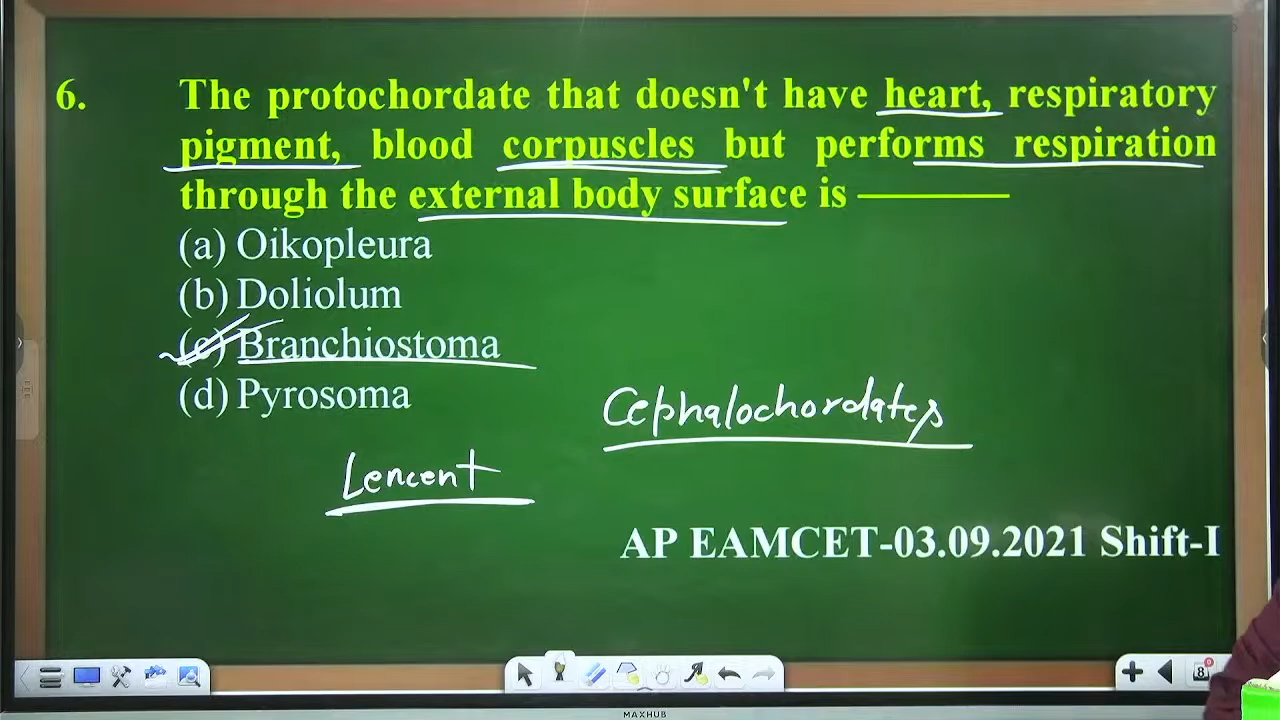 6. The protochordate that doesn't have heart, respiratory
pigment, blood corpuscles but performs respiration
through the external body surface is
(a) Oikopleura
(b) Doliolum
(c) Branchiostoma
(d) Pyrosoma
Cephalochordates
Lencent
AP EAMCET-03.09.2021 Shift-I
MAXHUB